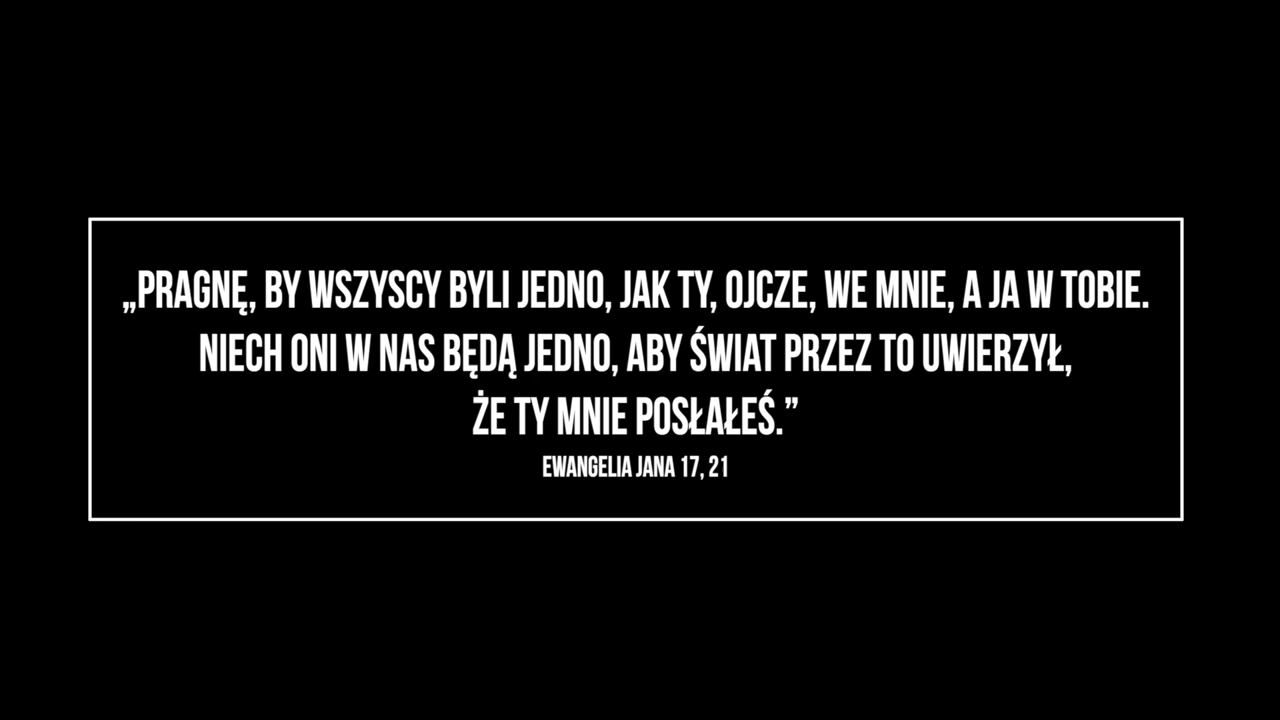 „PRAGNĘ, BY WSZYSCY BYLI JEDNO, JAK TY, OJCZE, WE MNIE, A JA W TOBIE.
NIECH ONI W NAS BĘDĄ JEDNO, ABY ŚWIAT PRZEZ TO UWIERZYŁ,
ŻE TY MNIE POSŁAŁEŚ.”
EWANGELIA JANA 17, 21